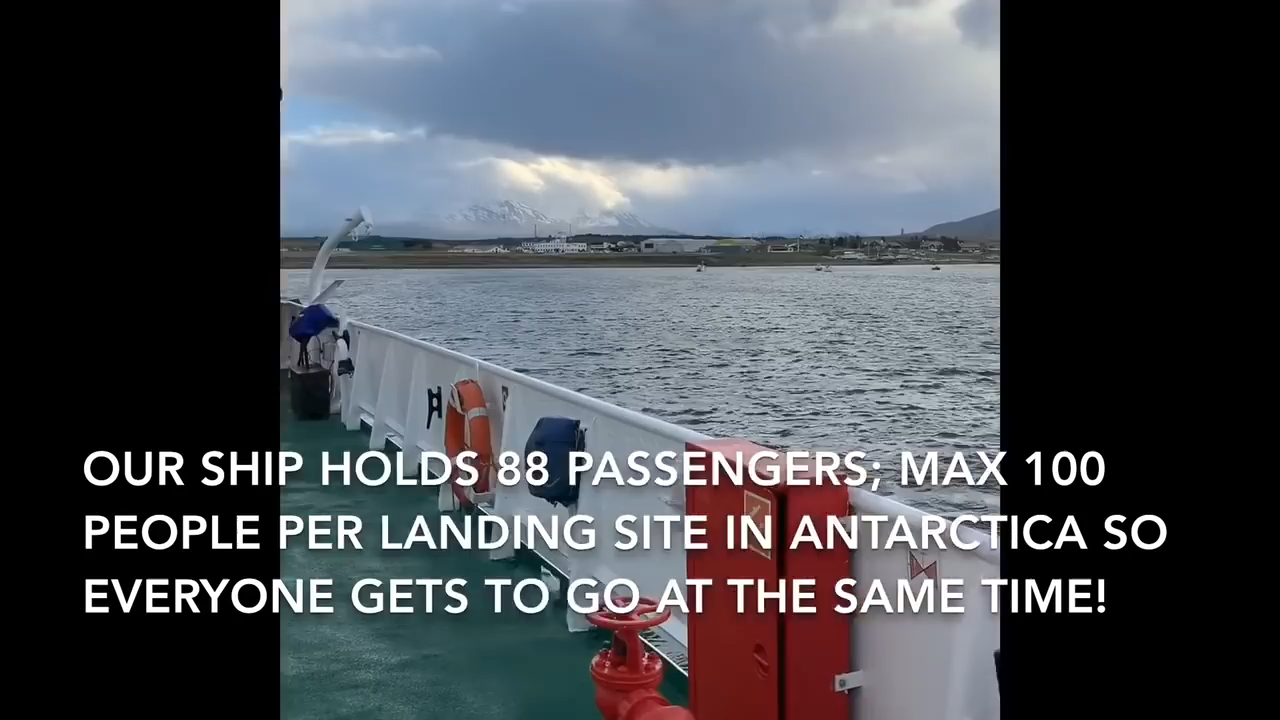 OUR SHIP HOLDS 88 PASSENGERS; MAX 100
PEOPLE PER LANDING SITE IN ANTARCTICA SO
EVERYONE GETS TO GO AT THE SAME TIME!